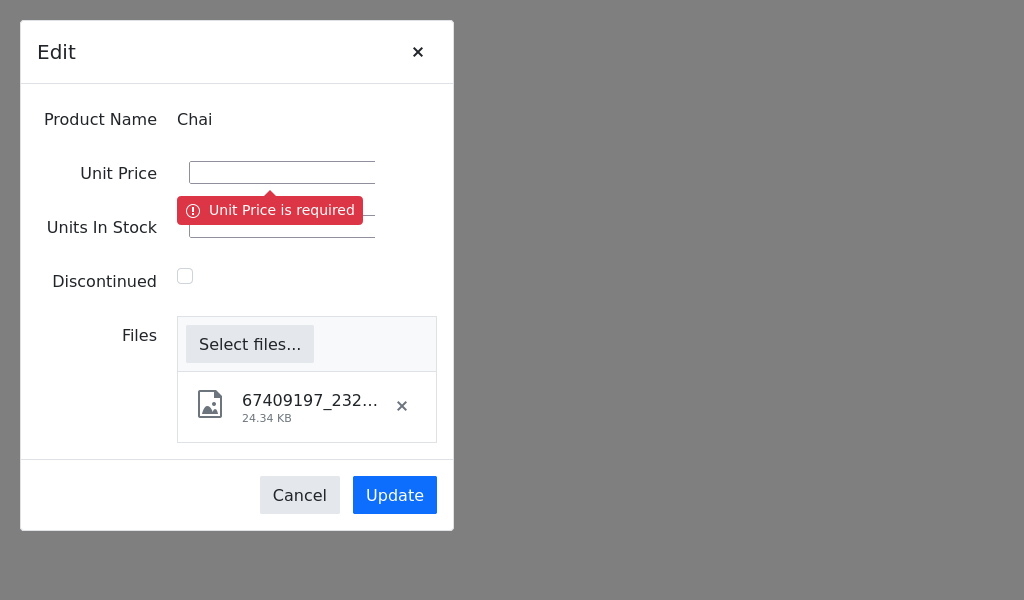 Edit
Product Name Chai
Unit Price
Unit Price is required
Units In Stock
Discontinued
Files
Select files...
67409197_232...
24.34 KB
Cancel Update